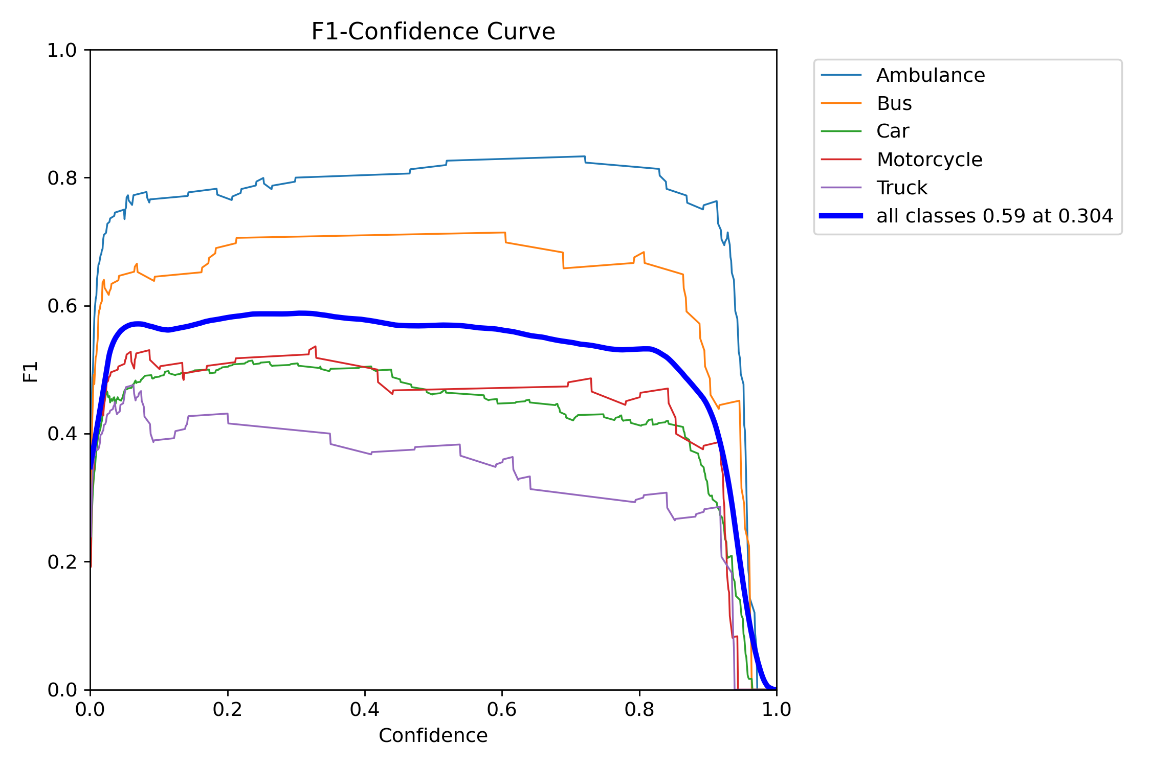 F1-Confidence Curve
1.0
0.8
0.6
0.4
0.2
0.0
F1
0.0 0.2 0.4 0.6 0.8 1.0
Confidence
Ambulance
Bus
Car
Motorcycle
Truck
all classes 0.59 at 0.304